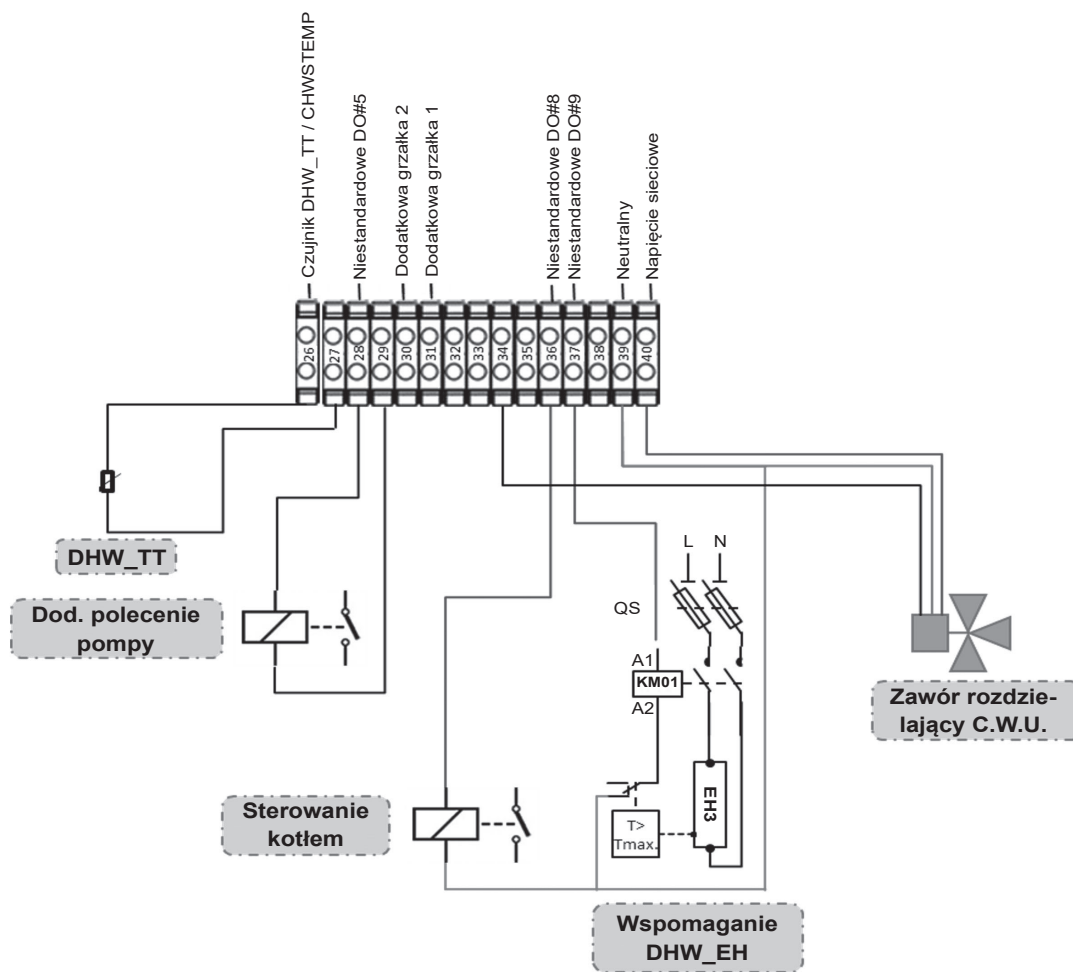 Czujnik DHW_TT / CHWSTEMP
Niestandardowe DO#5
Dodatkowa grzałka 2
Dodatkowa grzałka 1
Niestandardowe DO#8
Niestandardowe DO#9
Neutralny
Napięcie sieciowe
26
27
28
29
30
31
32
33
34
35
36
37
38
39
40
DHW_TT
Dod. polecenie
pompy
L N
QS
A1
KM01
A2
EH3
T>
Tmax.
Sterowanie
kotłem
Wspomaganie
DHW_EH
Zawór rozdzie-
lający C.W.U.